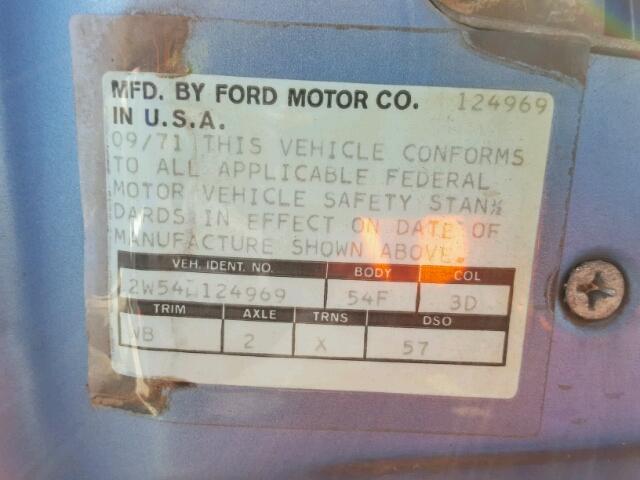 MFD. BY FORD MOTOR CO. 124969
IN U.S.A.
09/71 THIS VEHICLE CONFORMS
TO ALL APPLICABLE FEDERAL
MOTOR VEHICLE SAFETY STAN½
DARDS IN EFFECT ON DATE OF
MANUFACTURE SHOWN ABOVE.
VEH. IDENT. NO. BODY COL
54F 3D
TRIM AXLE TRNS DSO
2 X 57